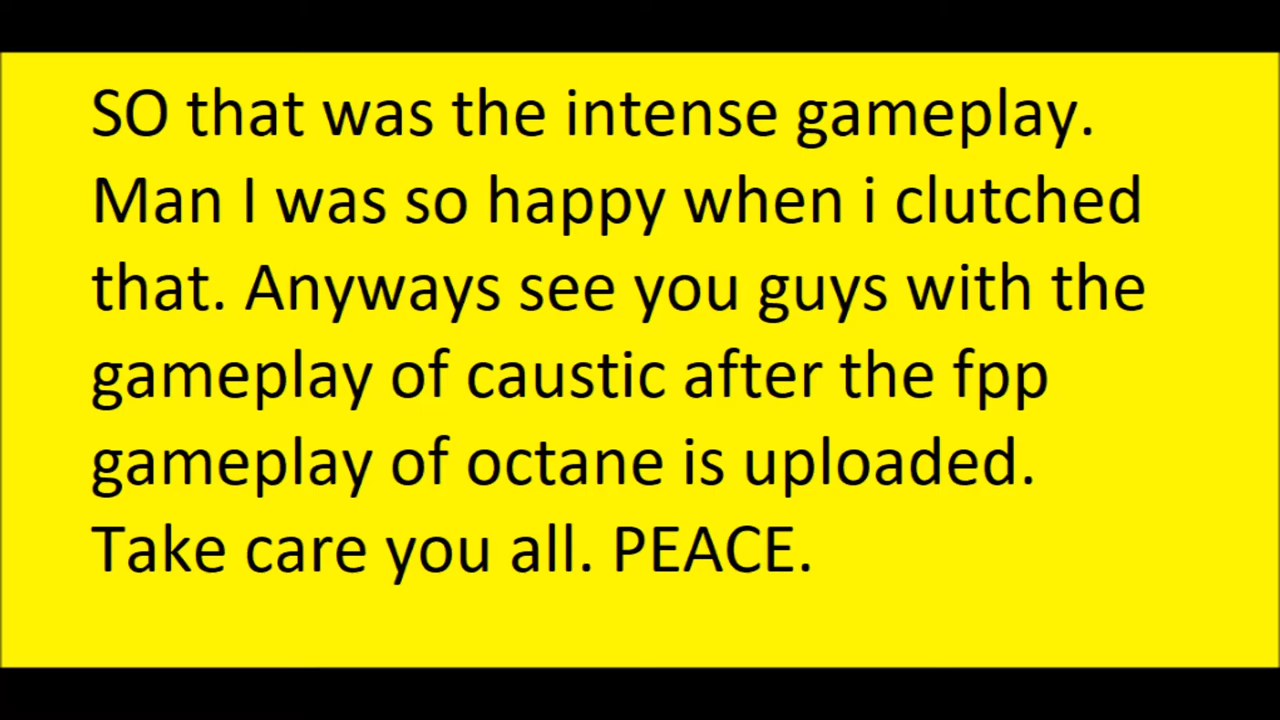 SO that was the intense gameplay.
Man I was so happy when i clutched
that. Anyways see you guys with the
gameplay of caustic after the fpp
gameplay of octane is uploaded.
Take care you all. PEACE.